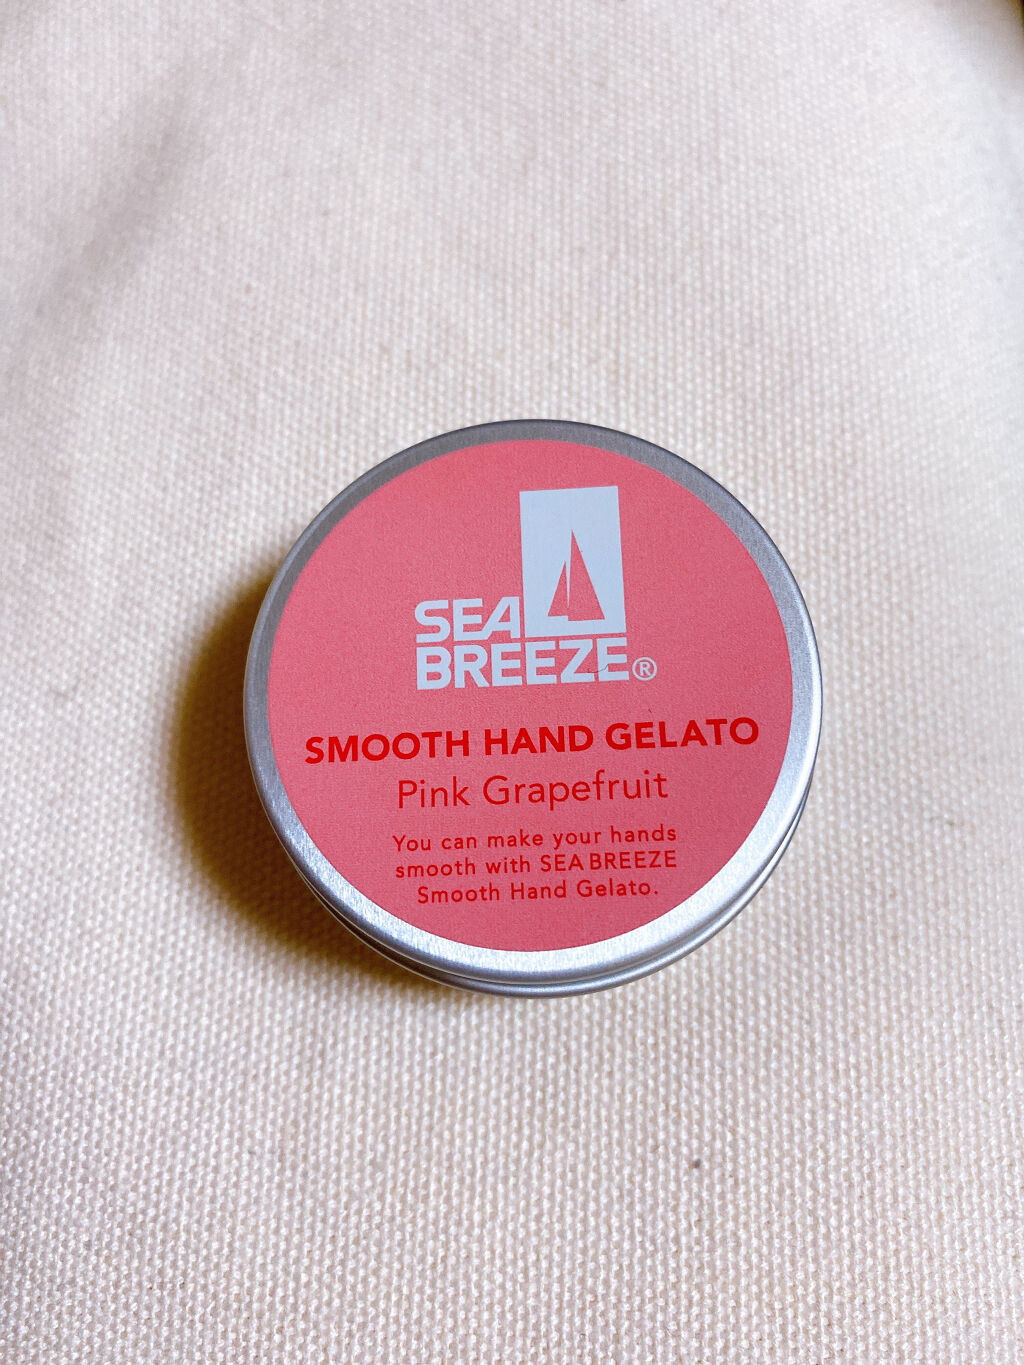 SEA
BREEZE®
SMOOTH HAND GELATO
Pink Grapefruit
You can make your hands
smooth with SEA BREEZE
Smooth Hand Gelato.